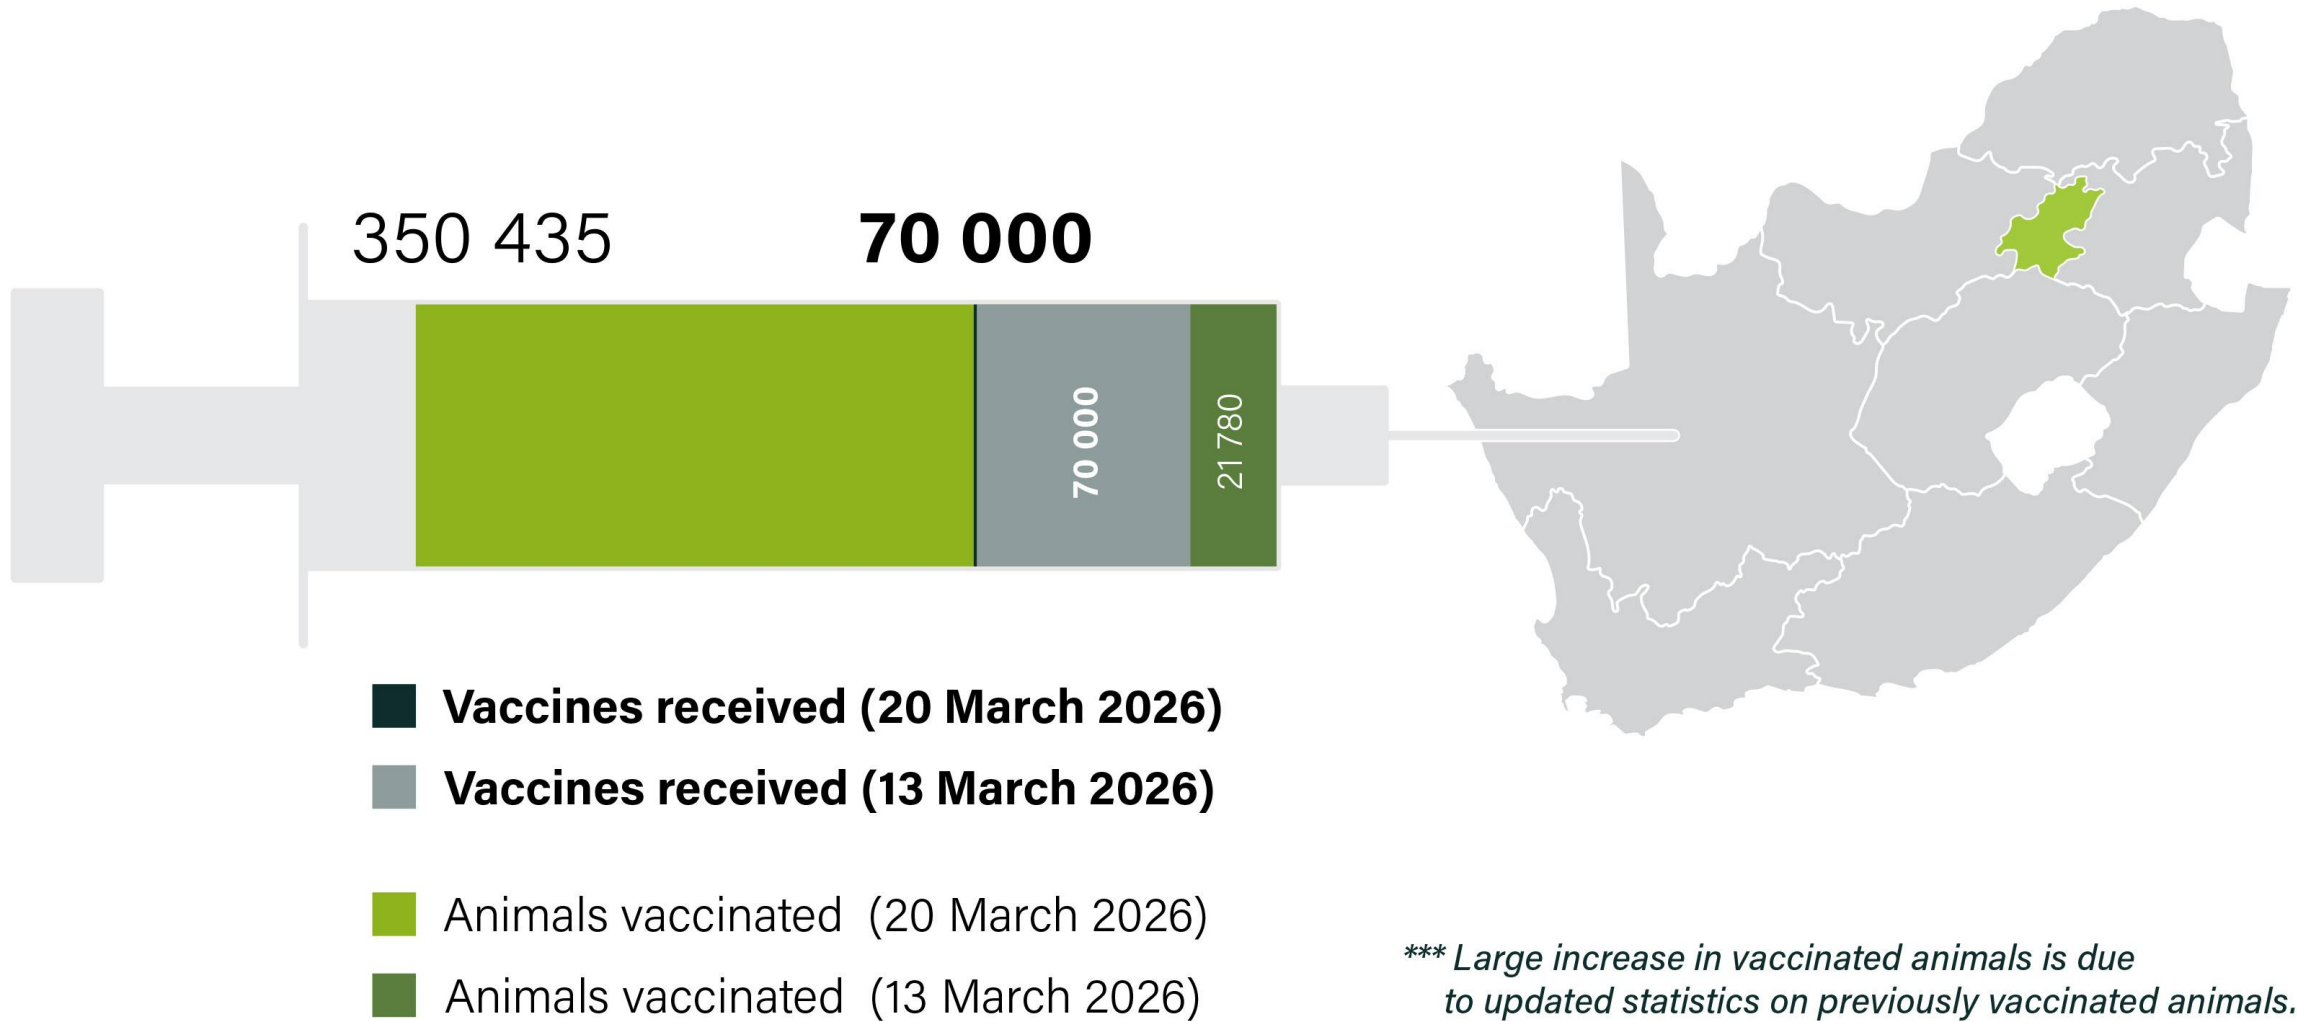 350 435
70 000
70 000
21 780
Vaccines received (20 March 2026)
Vaccines received (13 March 2026)
Animals vaccinated (20 March 2026)
Animals vaccinated (13 March 2026)
*** Large increase in vaccinated animals is due
to updated statistics on previously vaccinated animals.